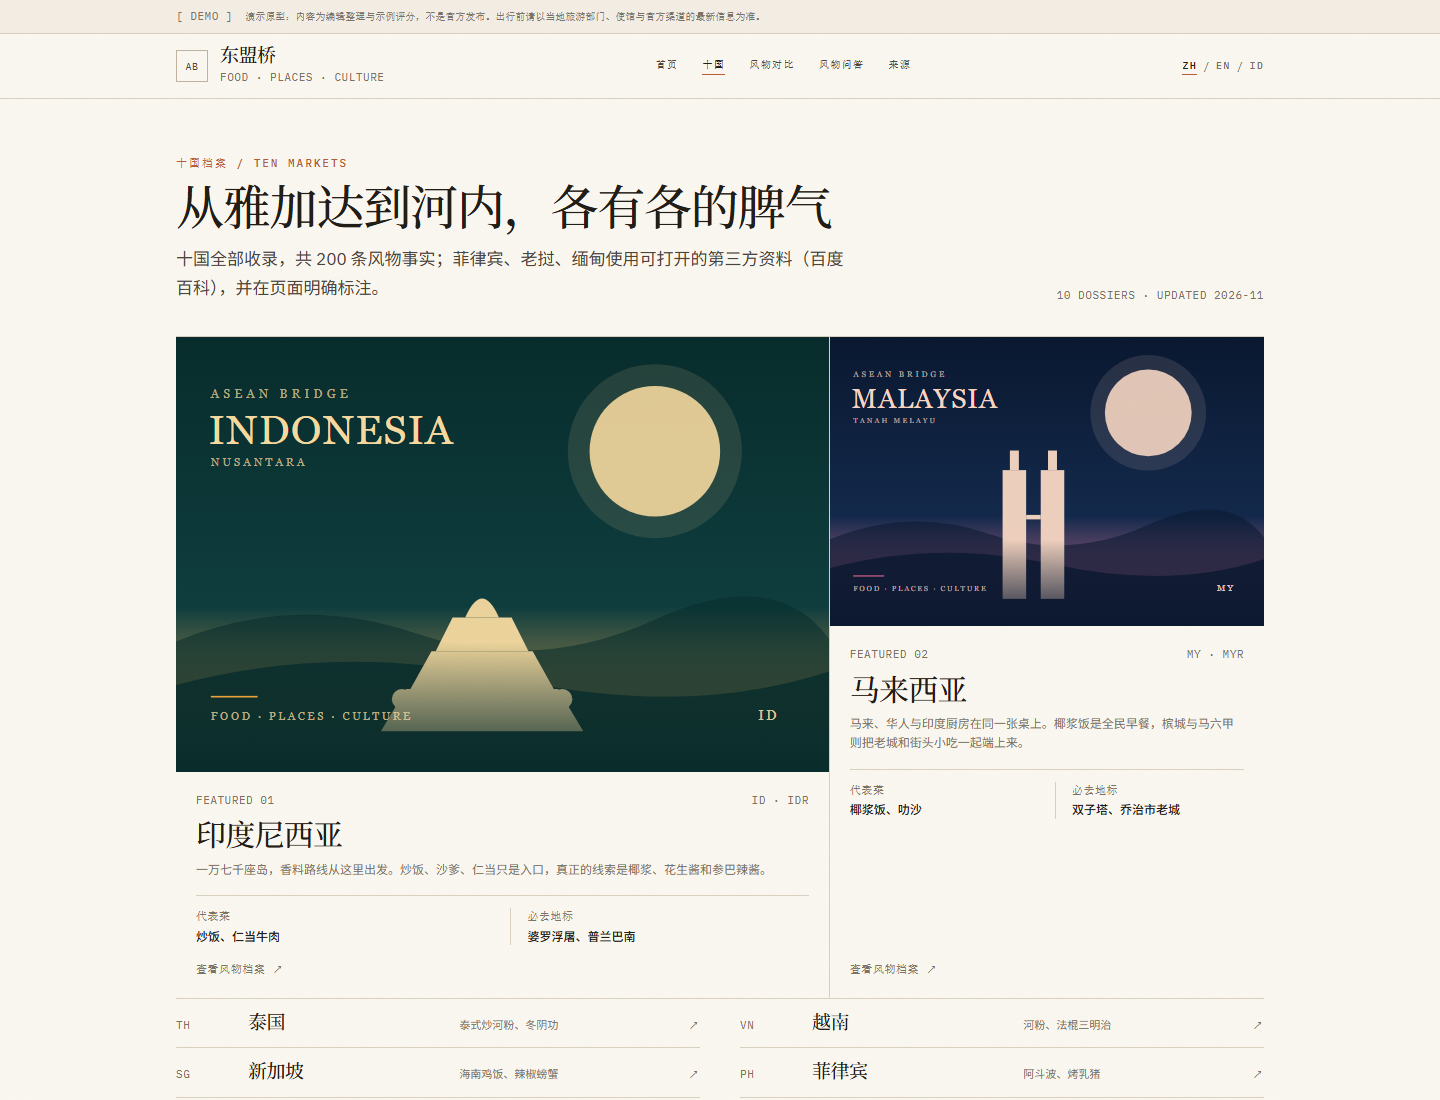 [ DEMO ] 演示原型：内容为编辑整理与示例评分，不是官方发布。出行前请以当地旅游部门、使馆与官方渠道的最新信息为准。
AB
东盟桥
FOOD · PLACES · CULTURE
首页 十国 风物对比 风物问答 来源
ZH / EN / ID
十国档案 / TEN MARKETS
从雅加达到河内，各有各的脾气
十国全部收录，共 200 条风物事实；菲律宾、老挝、缅甸使用可打开的第三方资料（百度
百科），并在页面明确标注。
10 DOSSIERS · UPDATED 2026-11
ASEAN BRIDGE
INDONESIA
NUSANTARA
FOOD · PLACES · CULTURE
ID
FEATURED 01
ID · IDR
印度尼西亚
一万七千座岛，香料路线从这里出发。炒饭、沙爹、仁当只是入口，真正的线索是椰浆、花生酱和参巴辣酱。
代表菜
炒饭、仁当牛肉
必去地标
婆罗浮屠、普兰巴南
查看风物档案 ↗
ASEAN BRIDGE
MALAYSIA
TANAH MELAYU
FOOD · PLACES · CULTURE
MY
FEATURED 02
MY · MYR
马来西亚
马来、华人与印度厨房在同一张桌上。椰浆饭是全民早餐，槟城与马六甲
则把老城和街头小吃一起端上来。
代表菜
椰浆饭、叻沙
必去地标
双子塔、乔治市老城
查看风物档案 ↗
TH 泰国 泰式炒河粉、冬阴功 ↗
VN 越南 河粉、法棍三明治 ↗
SG 新加坡 海南鸡饭、辣椒螃蟹 ↗
PH 菲律宾 阿斗波、烤乳猪 ↗